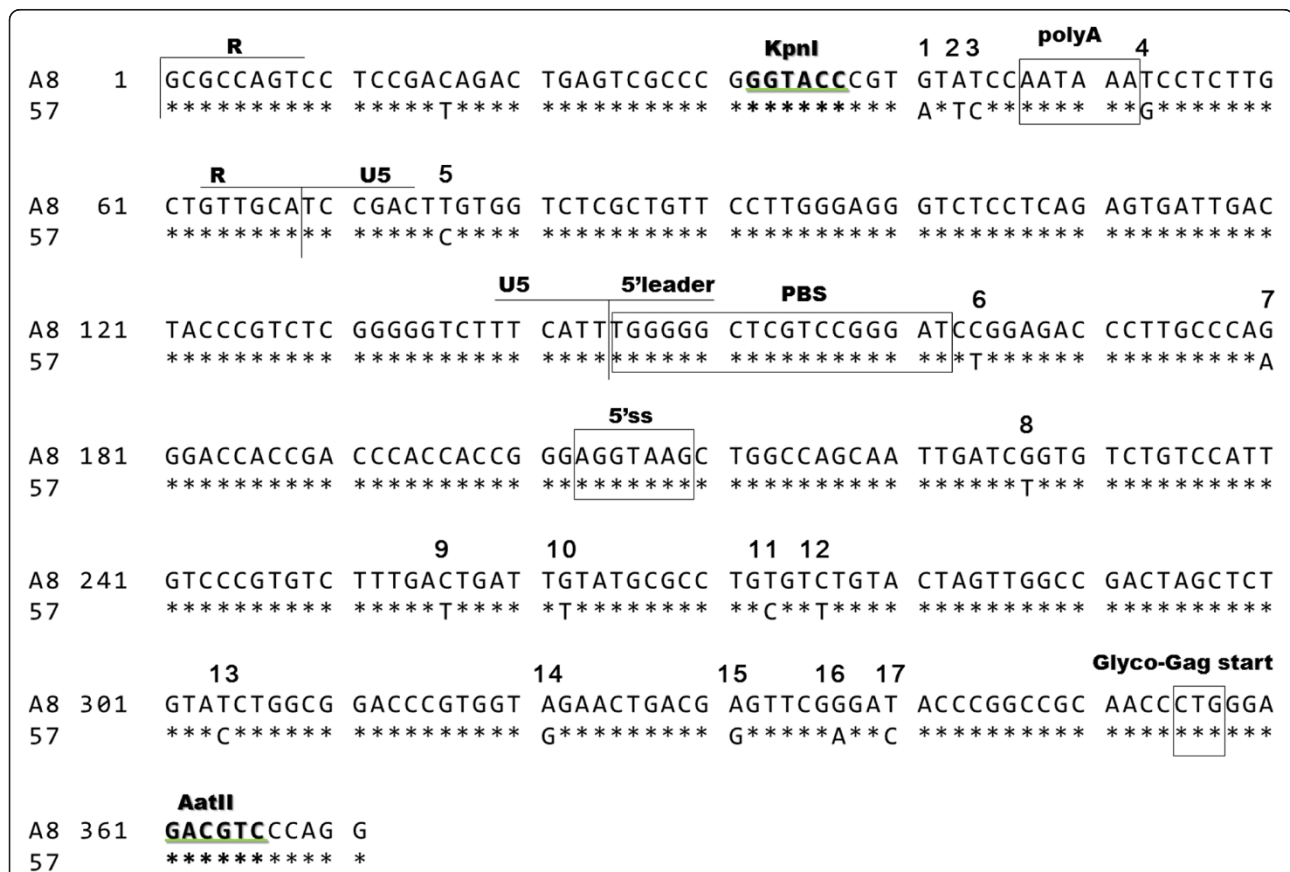 R KpnI 1 2 3 polyA 4
A8 1 GCGCCAGTCC TCCGACAGAC TGAGTCGCCC GGGTACCCGT GTATCCAATA AATCCTCTTG
57 ********** *****T**** ********** ********** A*TC****** **G*******
R U5 5
A8 61 CTGTTGCATC CGACTTGTGG TCTCGCTGTT CCTTGGGAGG GTCTCCTCAG AGTGATTGAC
57 ********** *****C**** ********** ********** ********** **********
U5 5'leader PBS 6 7
A8 121 TACCCGTCTC GGGGGTCTTT CATTTGGGGG CTCGTCCGGG ATCCGGAGAC CCTTGCCCAG
57 ********** ********** ********** ********** ***T****** *********A
5'ss 8
A8 181 GGACCACCGA CCCACCACCG GGAGGTAAGC TGGCCAGCAA TTGATCGGTG TCTGTCCATT
57 ********** ********** ********** ********** ******T*** **********
9 10 11 12
A8 241 GTCCCGTGTC TTTGACTGAT TGTATGCGCC TGTGTCTGTA CTAGTTGGCC GACTAGCTCT
57 ********** *****T**** *T******** **C**T**** ********** **********
13 14 15 16 17 Glyco-Gag start
A8 301 GTATCTGGCG GACCCGTGGT AGAACTGACG AGTTCGGGAT ACCCGGCCGC AACCCTGGGA
57 ***C****** ********** G********* *G*****A**C ********** **********
AatII
A8 361 GACGTCCCAG G
57 ********** *